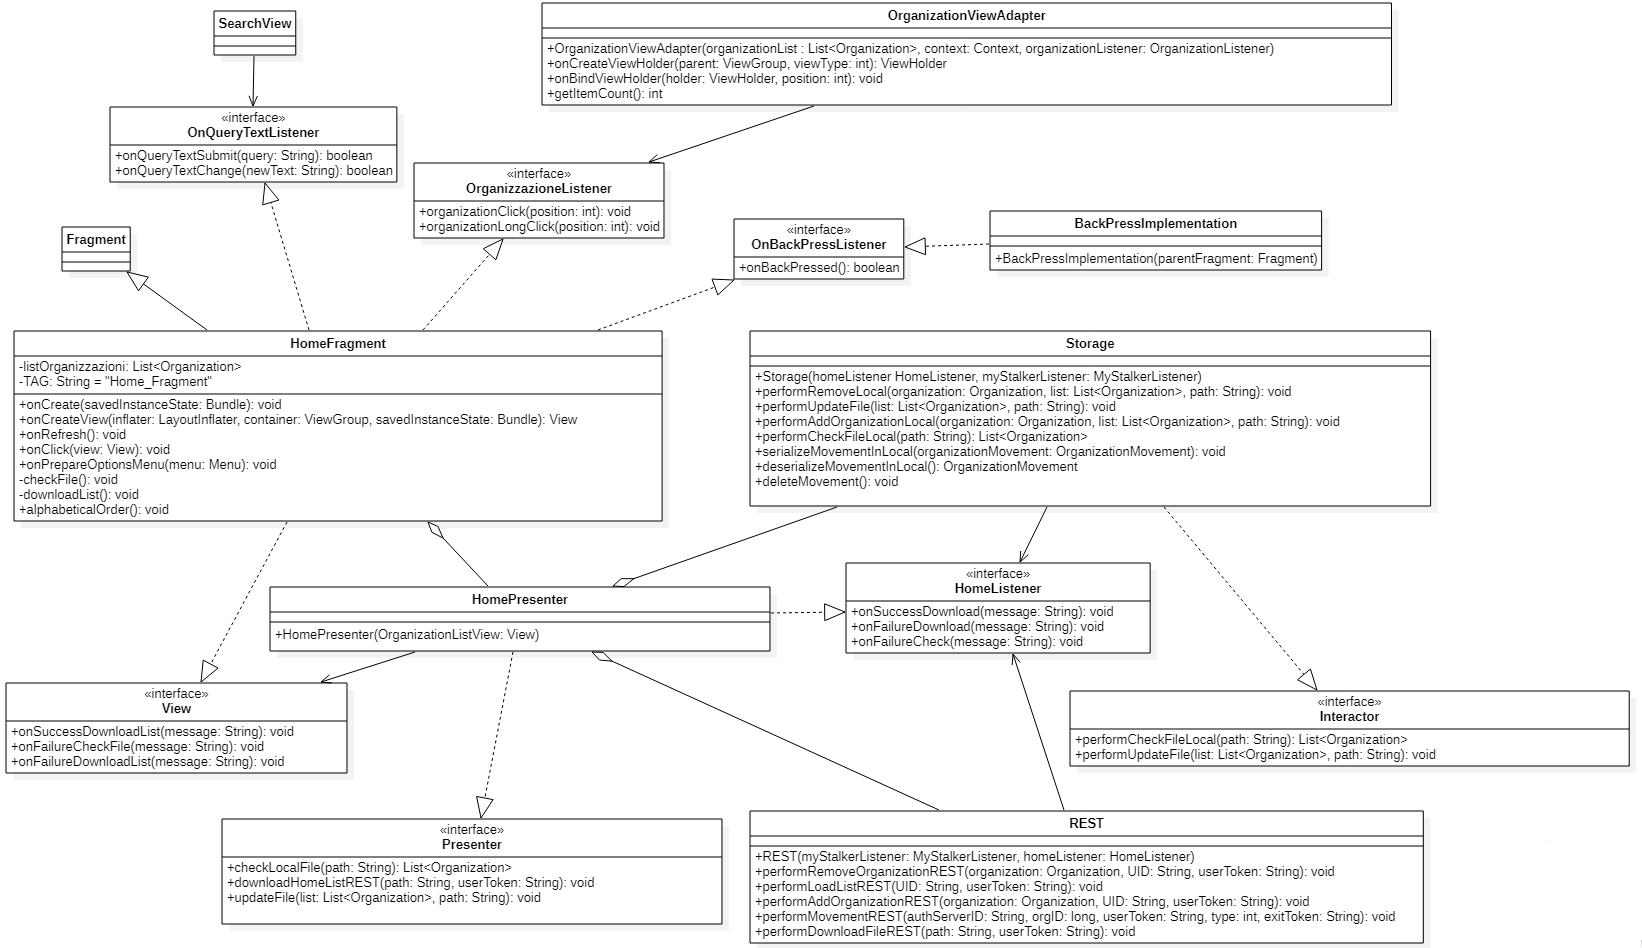 SearchView
OrganizationViewAdapter
+OrganizationViewAdapter(organizationList : List<Organization>, context: Context, organizationListener: OrganizationListener)
+onCreateViewHolder(parent: ViewGroup, viewType: int): ViewHolder
+onBindViewHolder(holder: ViewHolder, position: int): void
+getItemCount(): int
«interface»
OnQueryTextListener
+onQueryTextSubmit(query: String): boolean
+onQueryTextChange(newText: String): boolean
«interface»
OrganizzazioneListener
+organizationClick(position: int): void
+organizationLongClick(position: int): void
«interface»
OnBackPressListener
+onBackPressed(): boolean
BackPressImplementation
+BackPressImplementation(parentFragment: Fragment)
Fragment
HomeFragment
-listOrganizzazioni: List<Organization>
-TAG: String = "Home_Fragment"
+onCreate(savedInstanceState: Bundle): void
+onCreateView(inflater: LayoutInflater, container: ViewGroup, savedInstanceState: Bundle): View
+onRefresh(): void
+onClick(view: View): void
+onPrepareOptionsMenu(menu: Menu): void
-checkFile(): void
-downloadList(): void
+alphabeticalOrder(): void
Storage
+Storage(homeListener HomeListener, myStalkerListener: MyStalkerListener)
+performRemoveLocal(organization: Organization, list: List<Organization>, path: String): void
+performUpdateFile(list: List<Organization>, path: String): void
+performAddOrganizationLocal(organization: Organization, list: List<Organization>, path: String): void
+performCheckFileLocal(path: String): List<Organization>
+serializeMovementInLocal(organizationMovement: OrganizationMovement): void
+deserializeMovementInLocal(): OrganizationMovement
+deleteMovement(): void
HomePresenter
+HomePresenter(OrganizationListView: View)
«interface»
HomeListener
+onSuccessDownload(message: String): void
+onFailureDownload(message: String): void
+onFailureCheck(message: String): void
«interface»
View
+onSuccessDownloadList(message: String): void
+onFailureCheckFile(message: String): void
+onFailureDownloadList(message: String): void
«interface»
Interactor
+performCheckFileLocal(path: String): List<Organization>
+performUpdateFile(list: List<Organization>, path: String): void
«interface»
Presenter
+checkLocalFile(path: String): List<Organization>
+downloadHomeListREST(path: String, userToken: String): void
+updateFile(list: List<Organization>, path: String): void
REST
+REST(myStalkerListener: MyStalkerListener, homeListener: HomeListener)
+performRemoveOrganizationREST(organization: Organization, UID: String, userToken: String): void
+performLoadListREST(UID: String, userToken: String): void
+performAddOrganizationREST(organization: Organization, UID: String, userToken: String): void
+performMovementREST(authServerID: String, orgID: long, userToken: String, type: int, exitToken: String): void
+performDownloadFileREST(path: String, userToken: String): void